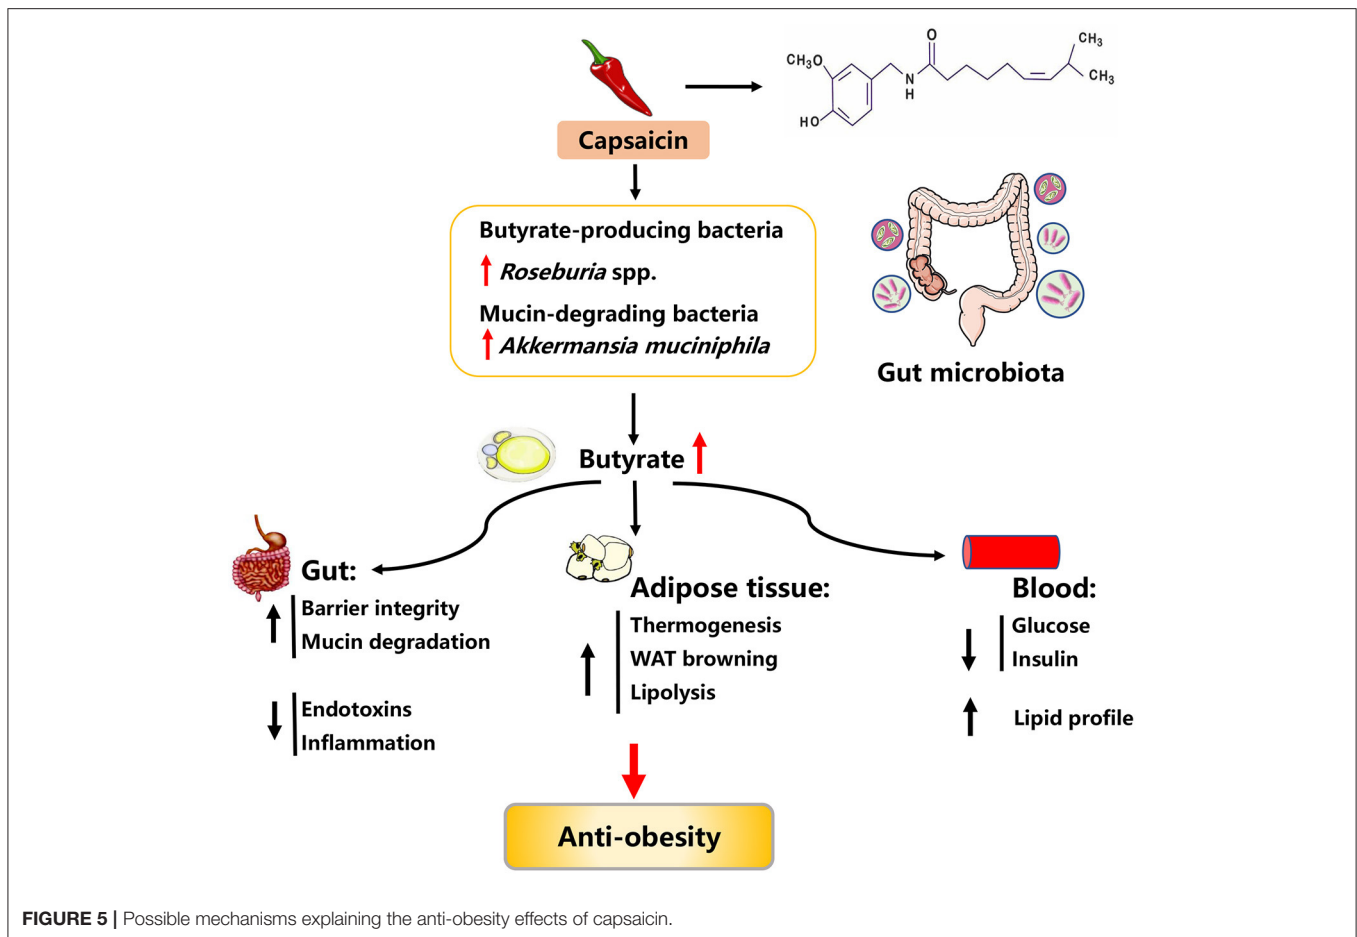 Capsaicin
CH₃O
HO
O
N
H
CH₃
CH₃
Butyrate-producing bacteria
Roseburia spp.
Mucin-degrading bacteria
Akkermansia muciniphila
Gut microbiota
Butyrate
Gut:
Barrier integrity
Mucin degradation
Endotoxins
Inflammation
Adipose tissue:
Thermogenesis
WAT browning
Lipolysis
Blood:
Glucose
Insulin
Lipid profile
Anti-obesity
FIGURE 5 | Possible mechanisms explaining the anti-obesity effects of capsaicin.